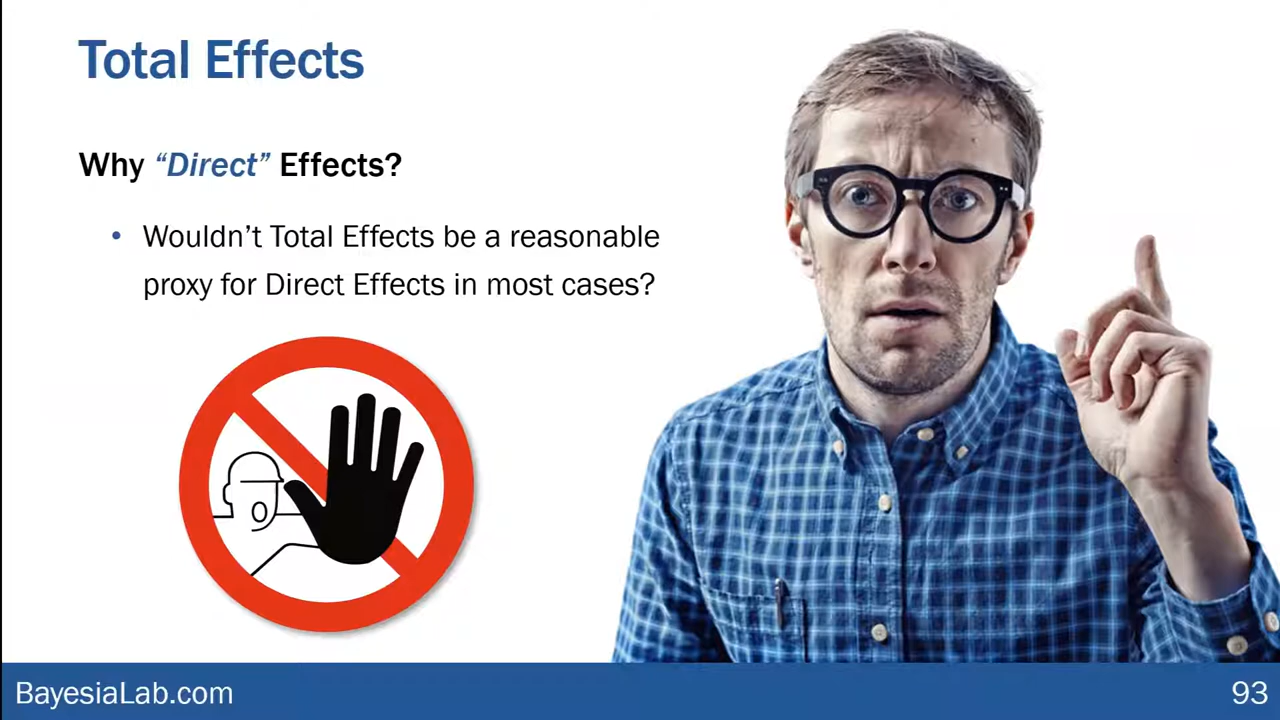 Total Effects
Why “Direct” Effects?
• Wouldn’t Total Effects be a reasonable
proxy for Direct Effects in most cases?
BayesiaLab.com
93